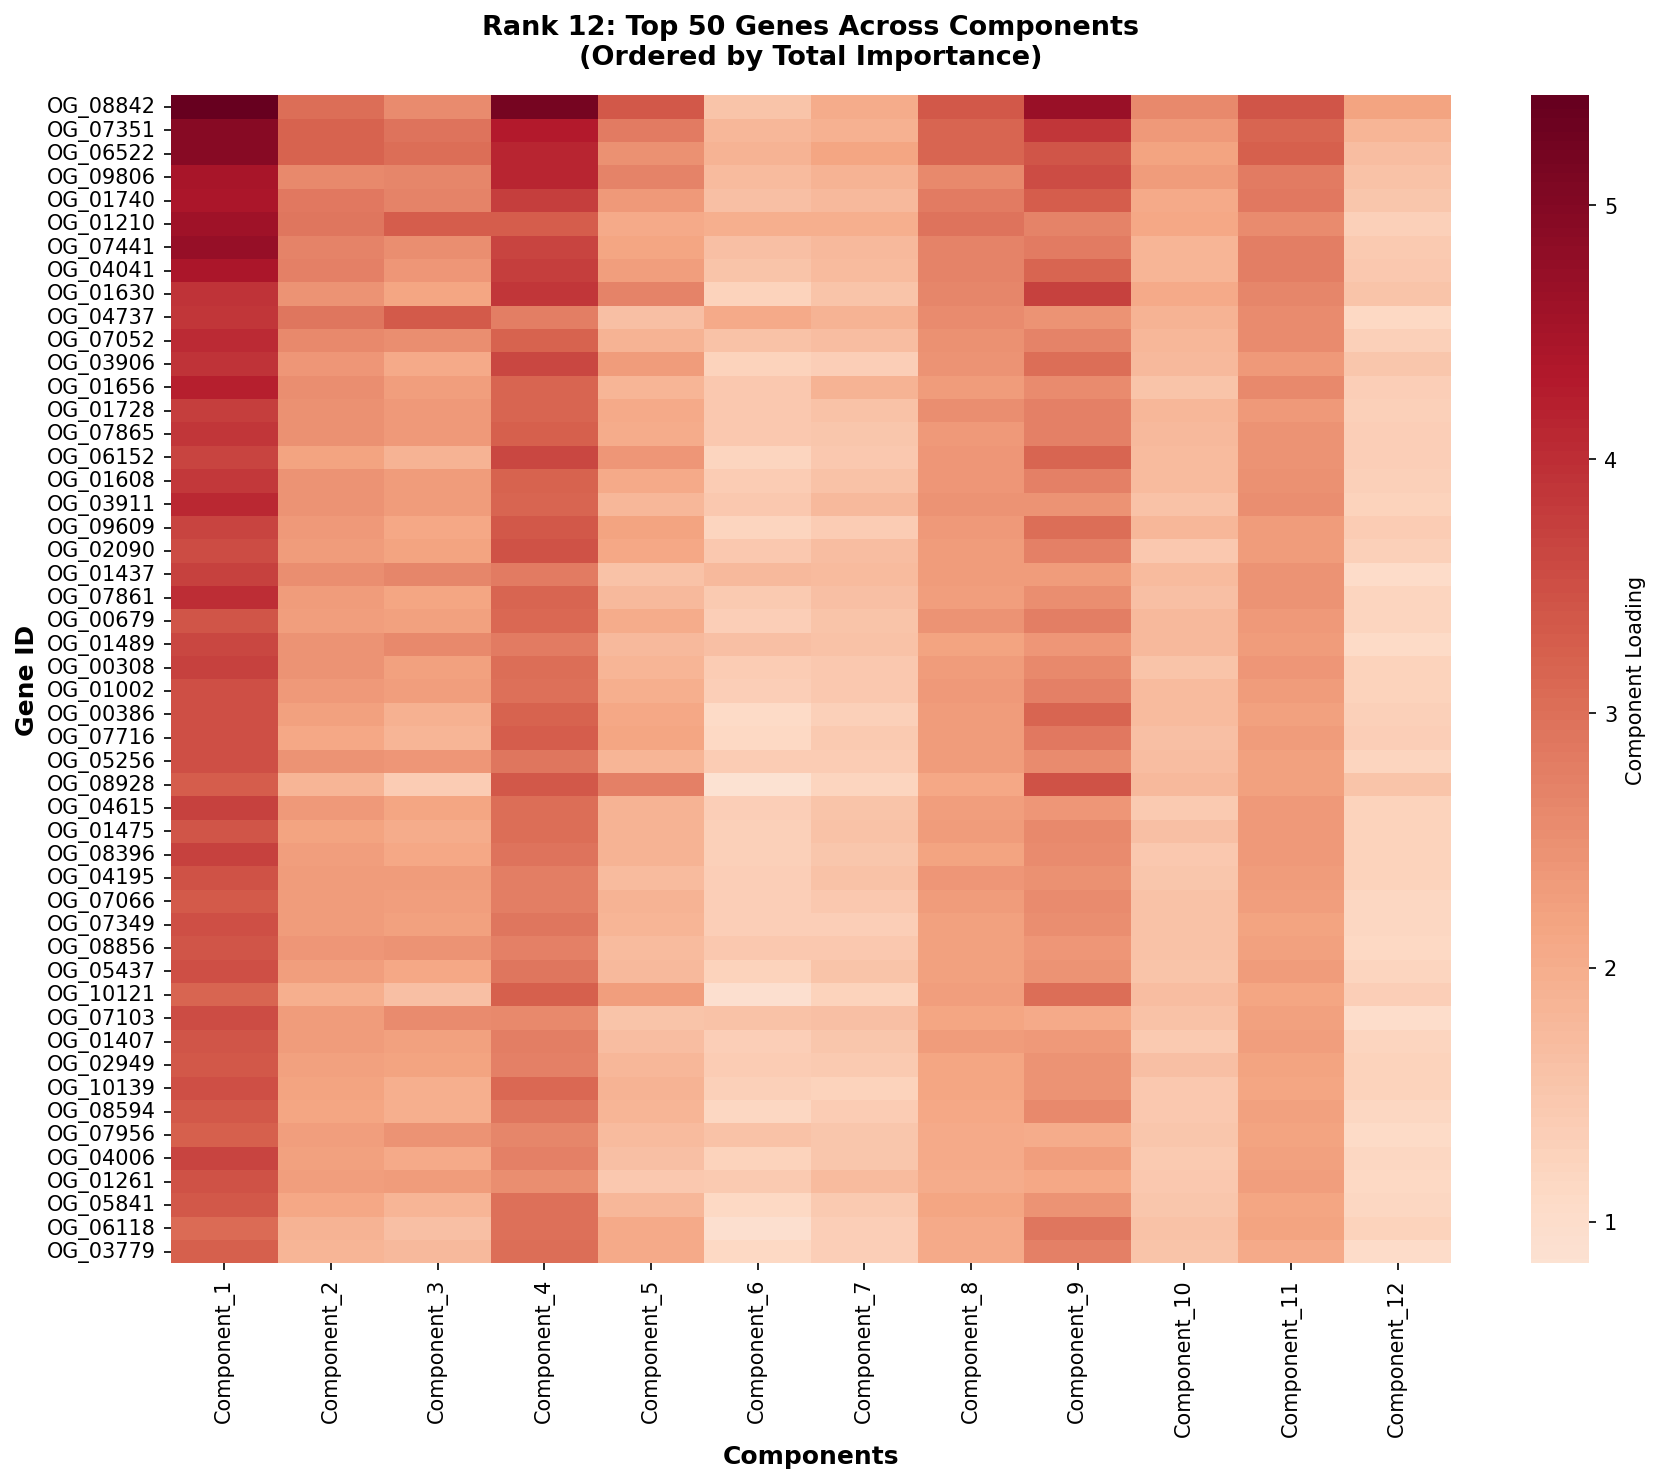 Rank 12: Top 50 Genes Across Components
(Ordered by Total Importance)
Gene ID
OG_08842
OG_07351
OG_06522
OG_09806
OG_01740
OG_01210
OG_07441
OG_04041
OG_01630
OG_04737
OG_07052
OG_03906
OG_01656
OG_01728
OG_07865
OG_06152
OG_01608
OG_03911
OG_09609
OG_02090
OG_01437
OG_07861
OG_00679
OG_01489
OG_00308
OG_01002
OG_00386
OG_07716
OG_05256
OG_08928
OG_04615
OG_01475
OG_08396
OG_04195
OG_07066
OG_07349
OG_08856
OG_05437
OG_10121
OG_07103
OG_01407
OG_02949
OG_10139
OG_08594
OG_07956
OG_04006
OG_01261
OG_05841
OG_06118
OG_03779
Component_1
Component_2
Component_3
Component_4
Component_5
Component_6
Component_7
Component_8
Component_9
Component_10
Component_11
Component_12
Components
5
4
3
2
1
Component Loading